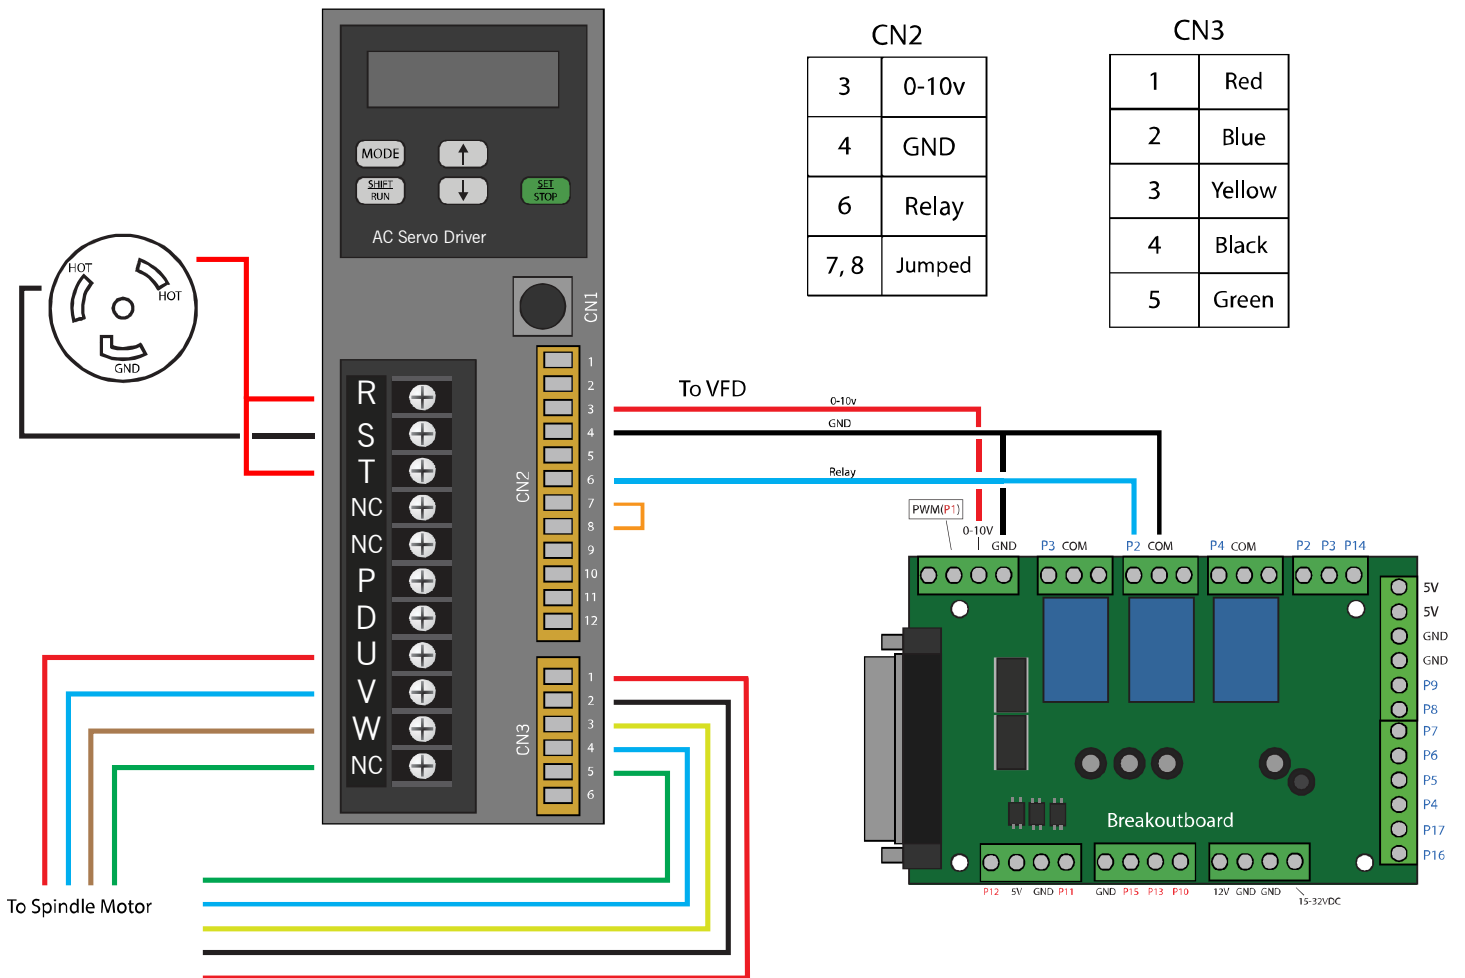 CN2
3 0-10v
4 GND
6 Relay
7, 8 Jumped
CN3
1 Red
2 Blue
3 Yellow
4 Black
5 Green
MODE
SHIFT
RUN
SET
STOP
AC Servo Driver
HOT
HOT
GND
CN1
R
S
T
NC
NC
P
D
U
V
W
NC
CN2
1
2
3
4
5
6
7
8
9
10
11
12
CN3
1
2
3
4
5
6
To VFD
0-10v
GND
Relay
PWM(P1)
0-10V
GND
P3 COM
P2 COM
P4 COM
P2 P3 P14
5V
5V
GND
GND
P9
P8
P7
P6
P5
P4
P17
P16
Breakoutboard
P12 5V GND P11
GND P15 P13 P10
12V GND GND
15-32VDC
To Spindle Motor